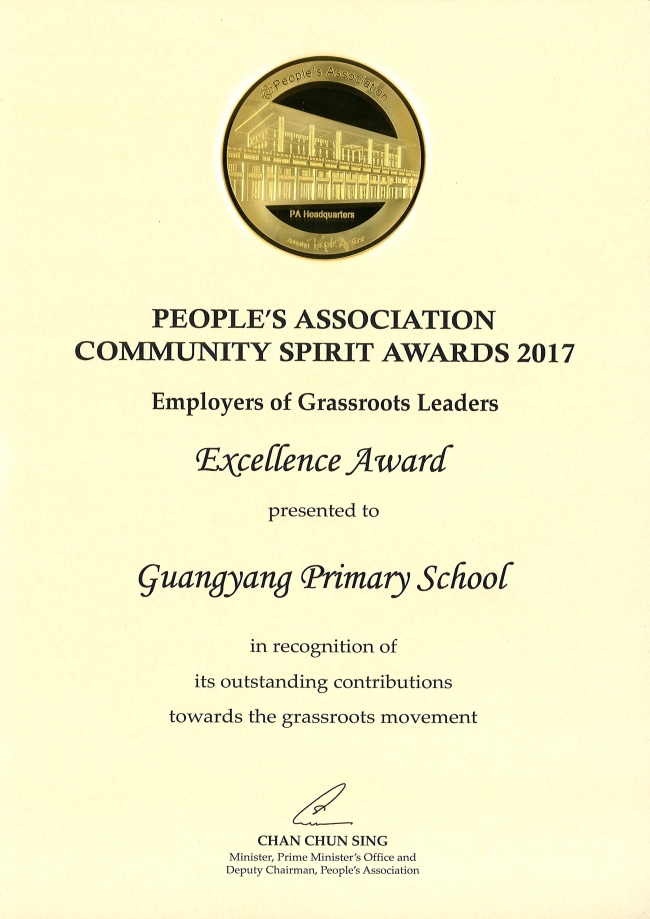 People's Association
PA Headquarters
PEOPLE'S ASSOCIATION
COMMUNITY SPIRIT AWARDS 2017
Employers of Grassroots Leaders
Excellence Award
presented to
Guangyang Primary School
in recognition of
its outstanding contributions
towards the grassroots movement
CHAN CHUN SING
Minister, Prime Minister's Office and
Deputy Chairman, People's Association